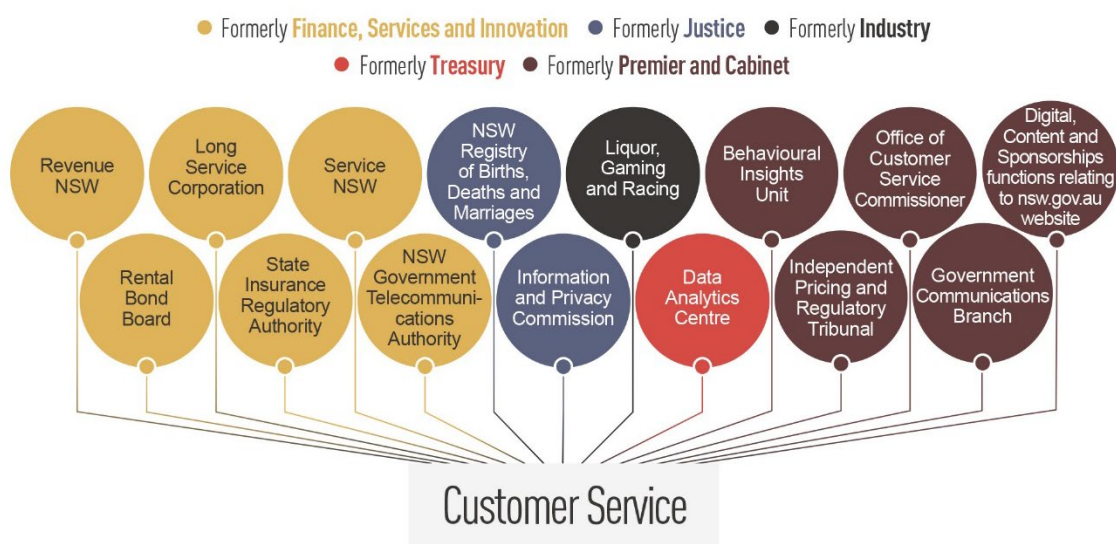 Formerly Finance, Services and Innovation
Formerly Justice
Formerly Industry
Formerly Treasury
Formerly Premier and Cabinet
Revenue
NSW
Long
Service
Corporation
Service
NSW
NSW
Registry
of Births,
Deaths and
Marriages
Liquor,
Gaming
and Racing
Behavioural
Insights
Unit
Office of
Customer
Service
Commissioner
Digital,
Content and
Sponsorships
functions relating
to nsw.gov.au
website
Rental
Bond
Board
State
Insurance
Regulatory
Authority
NSW
Government
Telecommuni-
cations
Authority
Information
and Privacy
Commission
Data
Analytics
Centre
Independent
Pricing and
Regulatory
Tribunal
Government
Communications
Branch
Customer Service